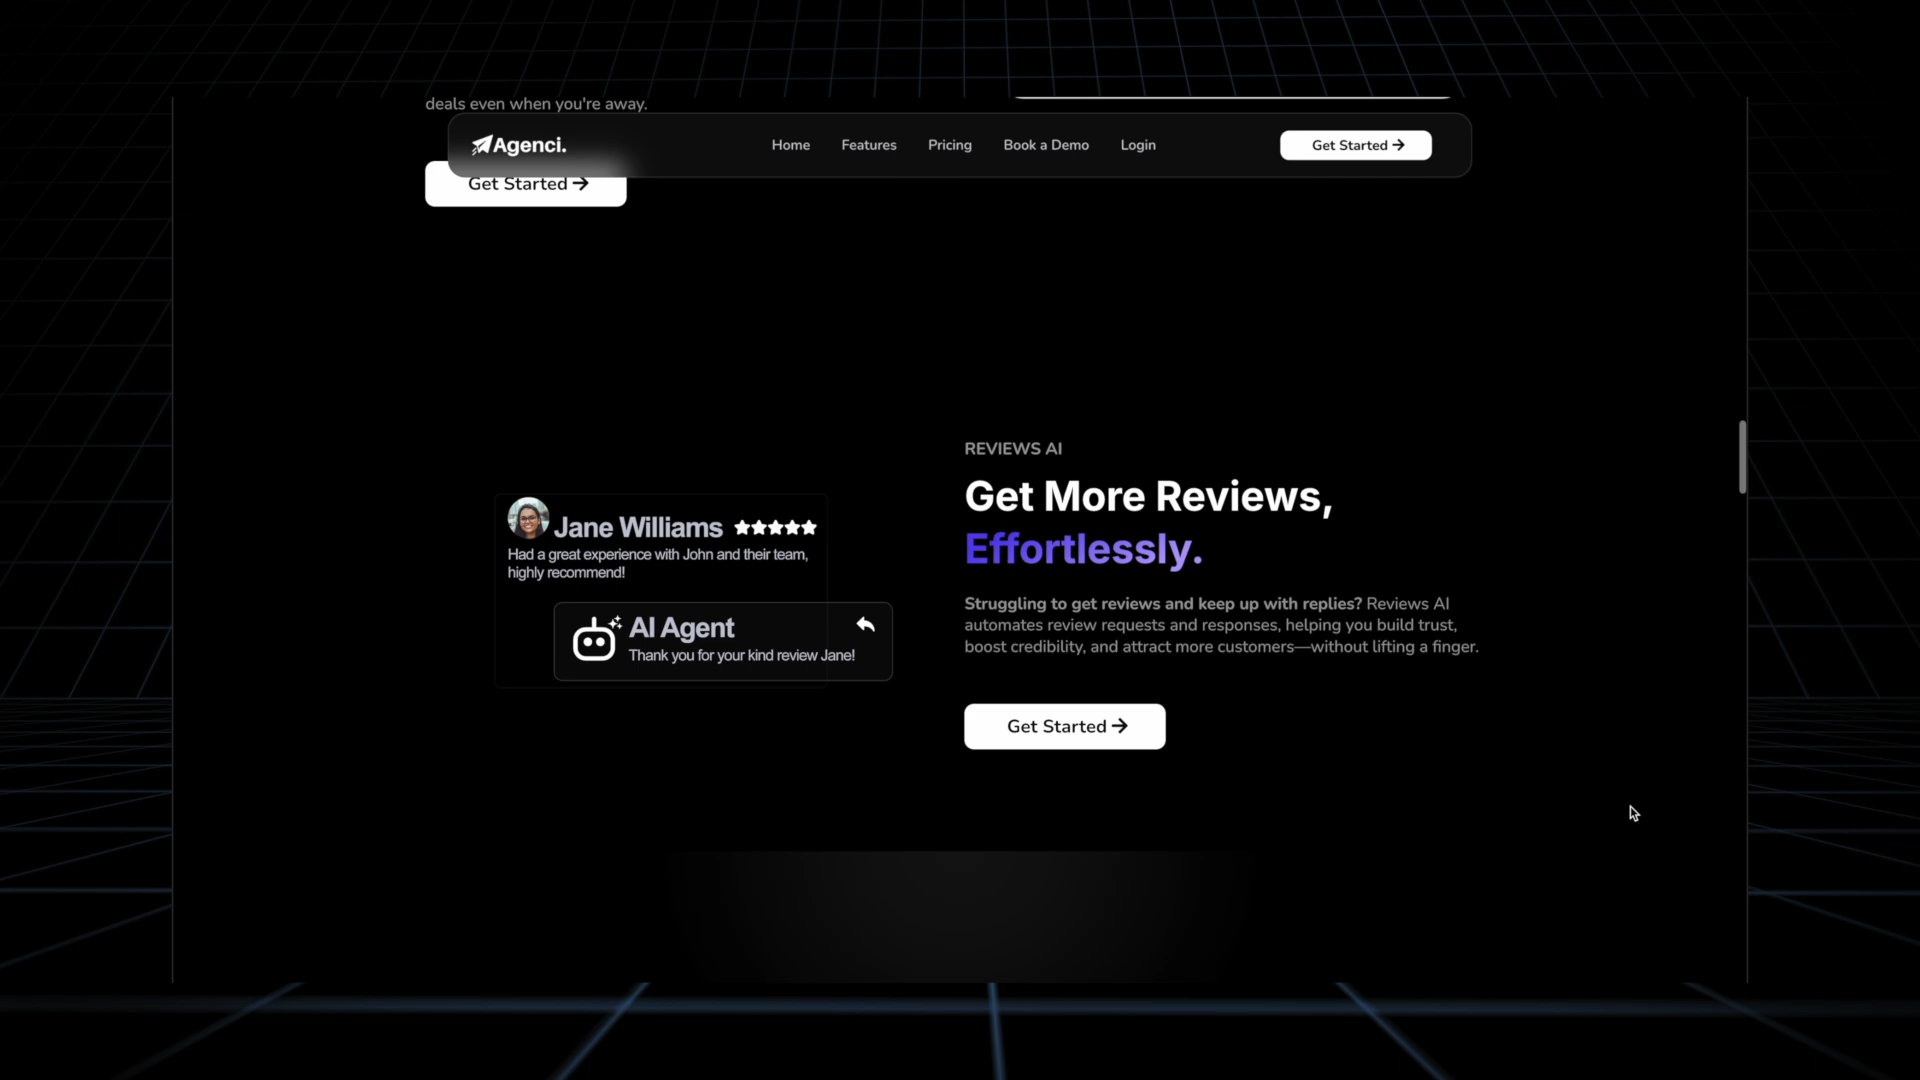 deals even when you're away.
Agenci.
Home
Features
Pricing
Book a Demo
Login
Get Started
Get Started
REVIEWS AI
Get More Reviews,
Effortlessly.
Struggling to get reviews and keep up with replies? Reviews AI
automates review requests and responses, helping you build trust,
boost credibility, and attract more customers—without lifting a finger.
Get Started
Jane Williams
Had a great experience with John and their team,
highly recommend!
AI Agent
Thank you for your kind review Jane!